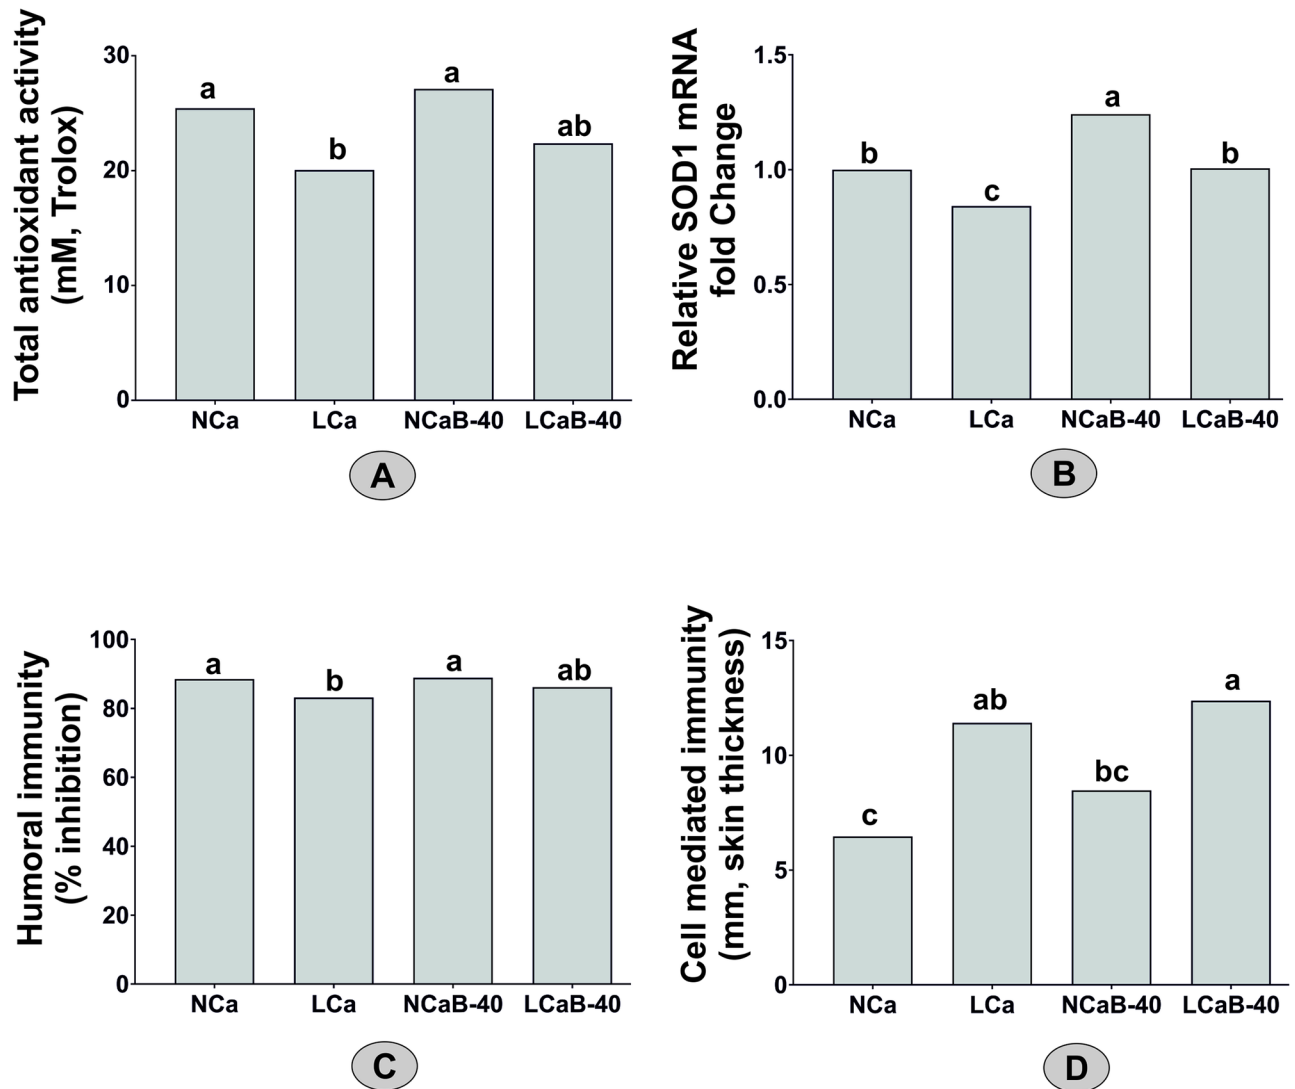 Total antioxidant activity
(mM, Trolox)
30
20
10
0
a
b
a
ab
NCa
LCa
NCaB-40
LCaB-40
A
Relative SOD1 mRNA
fold Change
1.5
1.0
0.5
0.0
b
c
a
b
NCa
LCa
NCaB-40
LCaB-40
B
Humoral immunity
(% inhibition)
100
80
60
40
20
0
a
b
a
ab
NCa
LCa
NCaB-40
LCaB-40
C
Cell mediated immunity
(mm, skin thickness)
15
10
5
0
c
ab
bc
a
NCa
LCa
NCaB-40
LCaB-40
D